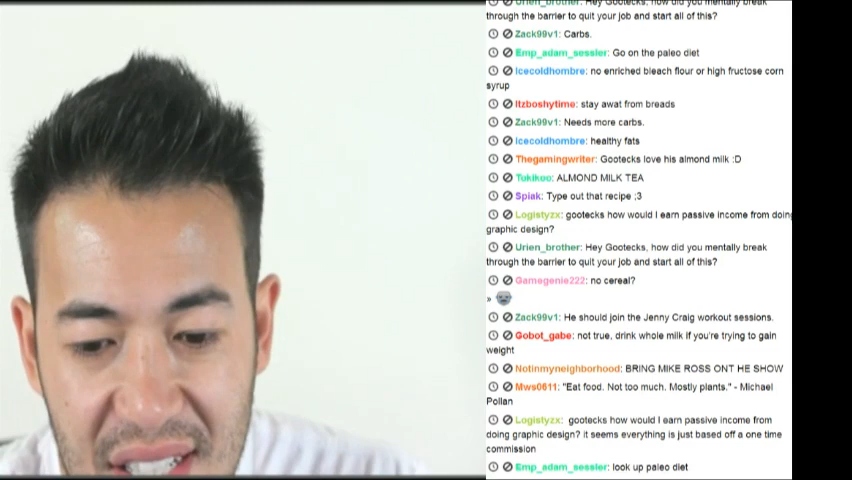 Urien_brother: Hey Gootecks, how did you mentally break
through the barrier to quit your job and start all of this?
Zack99v1: Carbs.
Emp_adam_sessler: Go on the paleo diet
Icecoldhombre: no enriched bleach flour or high fructose corn
syrup
Itzboshytime: stay awat from breads
Zack99v1: Needs more carbs.
Icecoldhombre: healthy fats
Thegamingwriter: Gootecks love his almond milk :D
Tukikoo: ALMOND MILK TEA
Spiak: Type out that recipe ;3
Logistyzx: gootecks how would I earn passive income from doing
graphic design?
Urien_brother: Hey Gootecks, how did you mentally break
through the barrier to quit your job and start all of this?
Gamegenie222: no cereal?
»
Zack99v1: He should join the Jenny Craig workout sessions.
Gobot_gabe: not true, drink whole milk if you're trying to gain
weight
Notinmyneighborhood: BRING MIKE ROSS ONT HE SHOW
Mws0611: "Eat food. Not too much. Mostly plants." - Michael
Pollan
Logistyzx: gootecks how would I earn passive income from
doing graphic design? it seems everything is just based off a one time
commission
Emp_adam_sessler: look up paleo diet